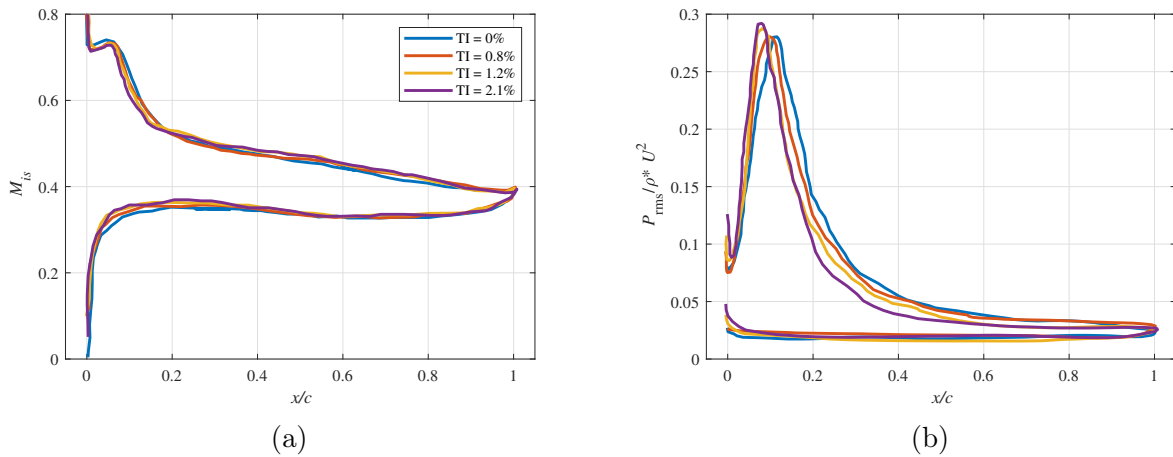 0.8
0.6
0.4
0.2
0
M_is
0 0.2 0.4 0.6 0.8 1
x/c
TI = 0%
TI = 0.8%
TI = 1.2%
TI = 2.1%
(a)
0.3
0.25
0.2
0.15
0.1
0.05
0
P_rms/ρ* U^2
0 0.2 0.4 0.6 0.8 1
x/c
(b)